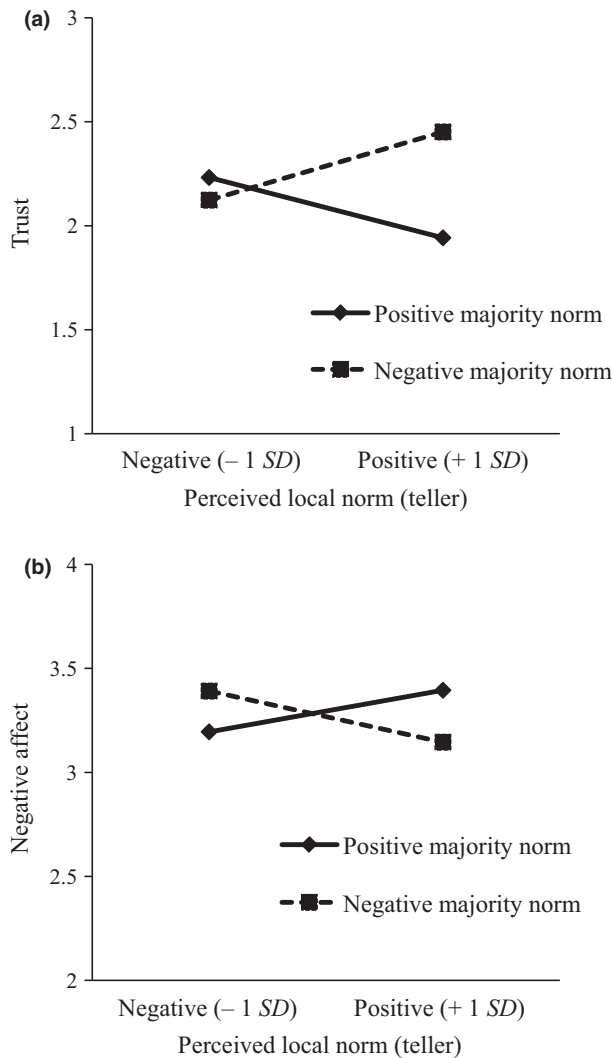 (a)
3
2.5
2
1.5
1
Trust
Positive majority norm
Negative majority norm
Negative (– 1 SD) Positive (+ 1 SD)
Perceived local norm (teller)
(b)
4
3.5
3
2.5
2
Negative affect
Positive majority norm
Negative majority norm
Negative (– 1 SD) Positive (+ 1 SD)
Perceived local norm (teller)